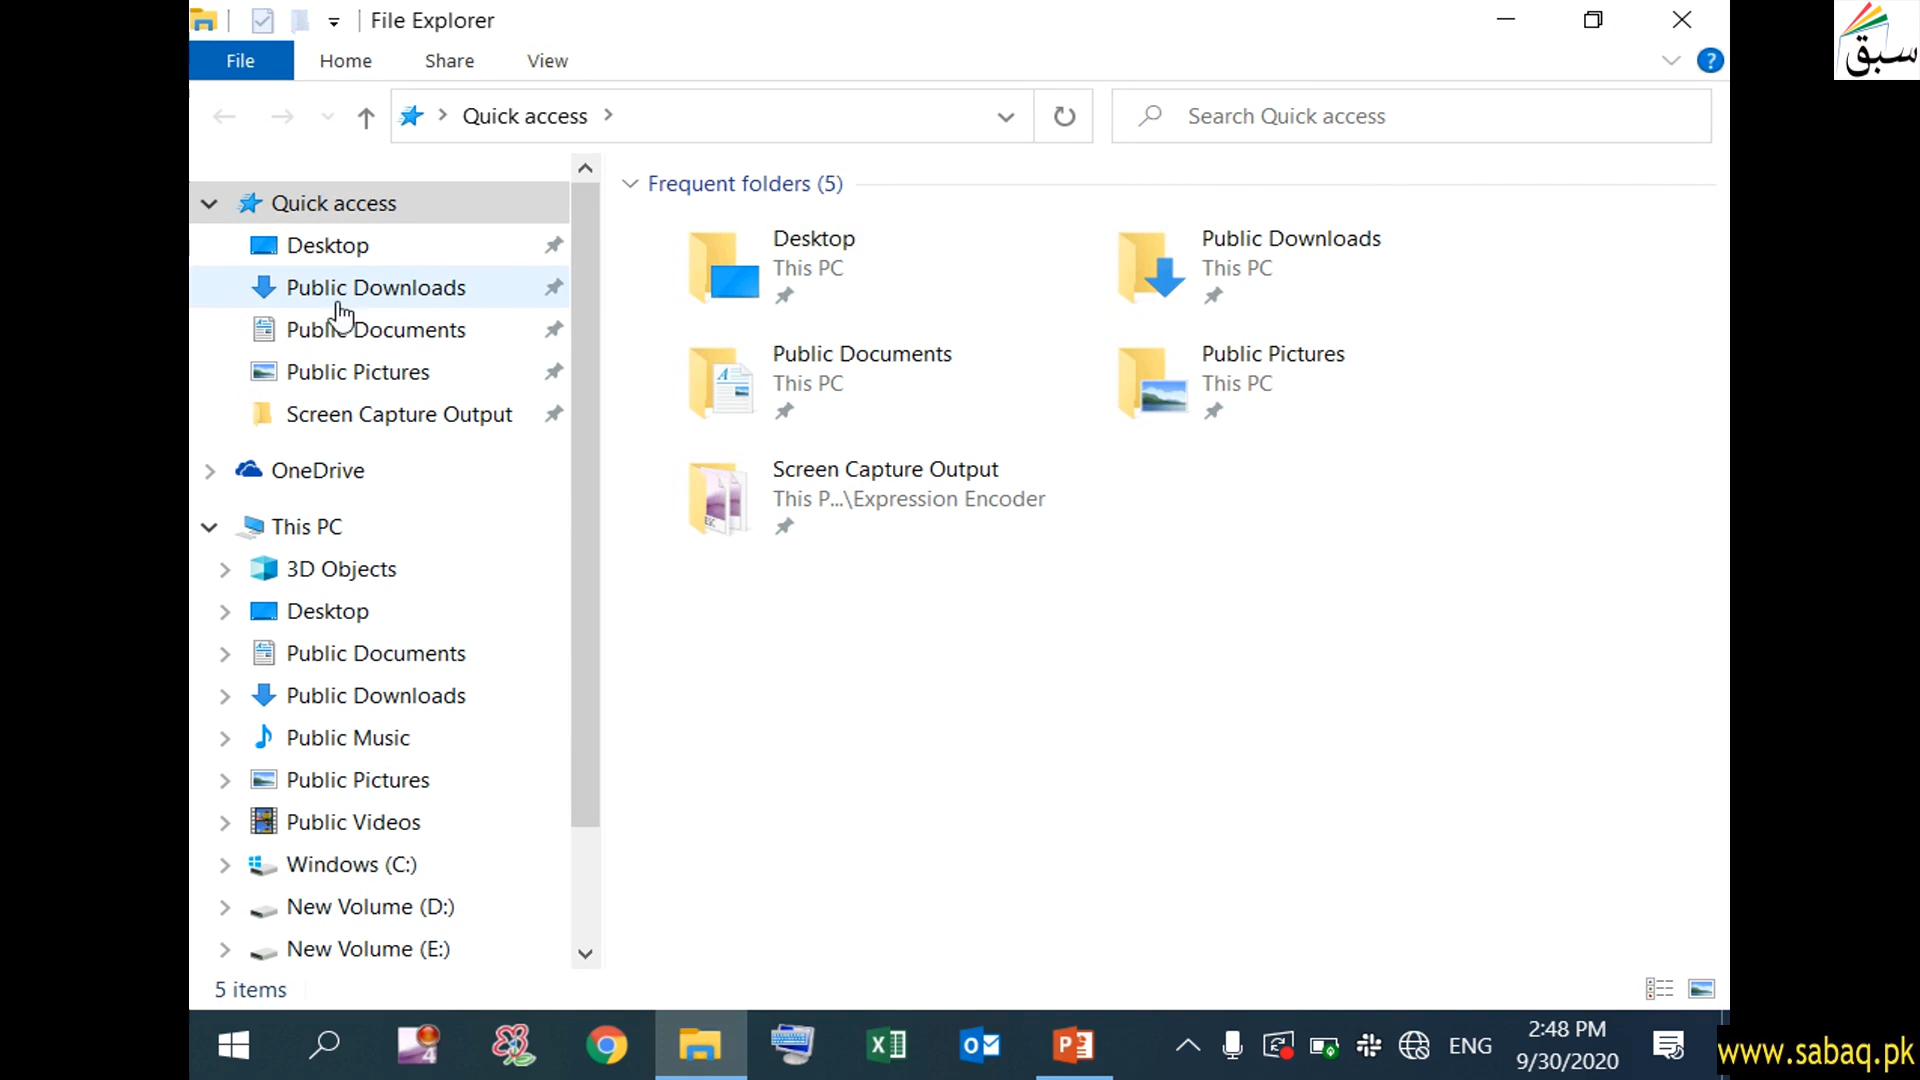 File Explorer
File Home Share View
Quick access
Search Quick access
Quick access
Desktop
Public Downloads
Public Documents
Public Pictures
Screen Capture Output
OneDrive
This PC
3D Objects
Desktop
Public Documents
Public Downloads
Public Music
Public Pictures
Public Videos
Windows (C:)
New Volume (D:)
New Volume (E:)
Frequent folders (5)
Desktop
This PC
Public Downloads
This PC
Public Documents
This PC
Public Pictures
This PC
Screen Capture Output
This P...\Expression Encoder
5 items
ENG
2:48 PM
9/30/2020
سبق
www.sabaq.pk